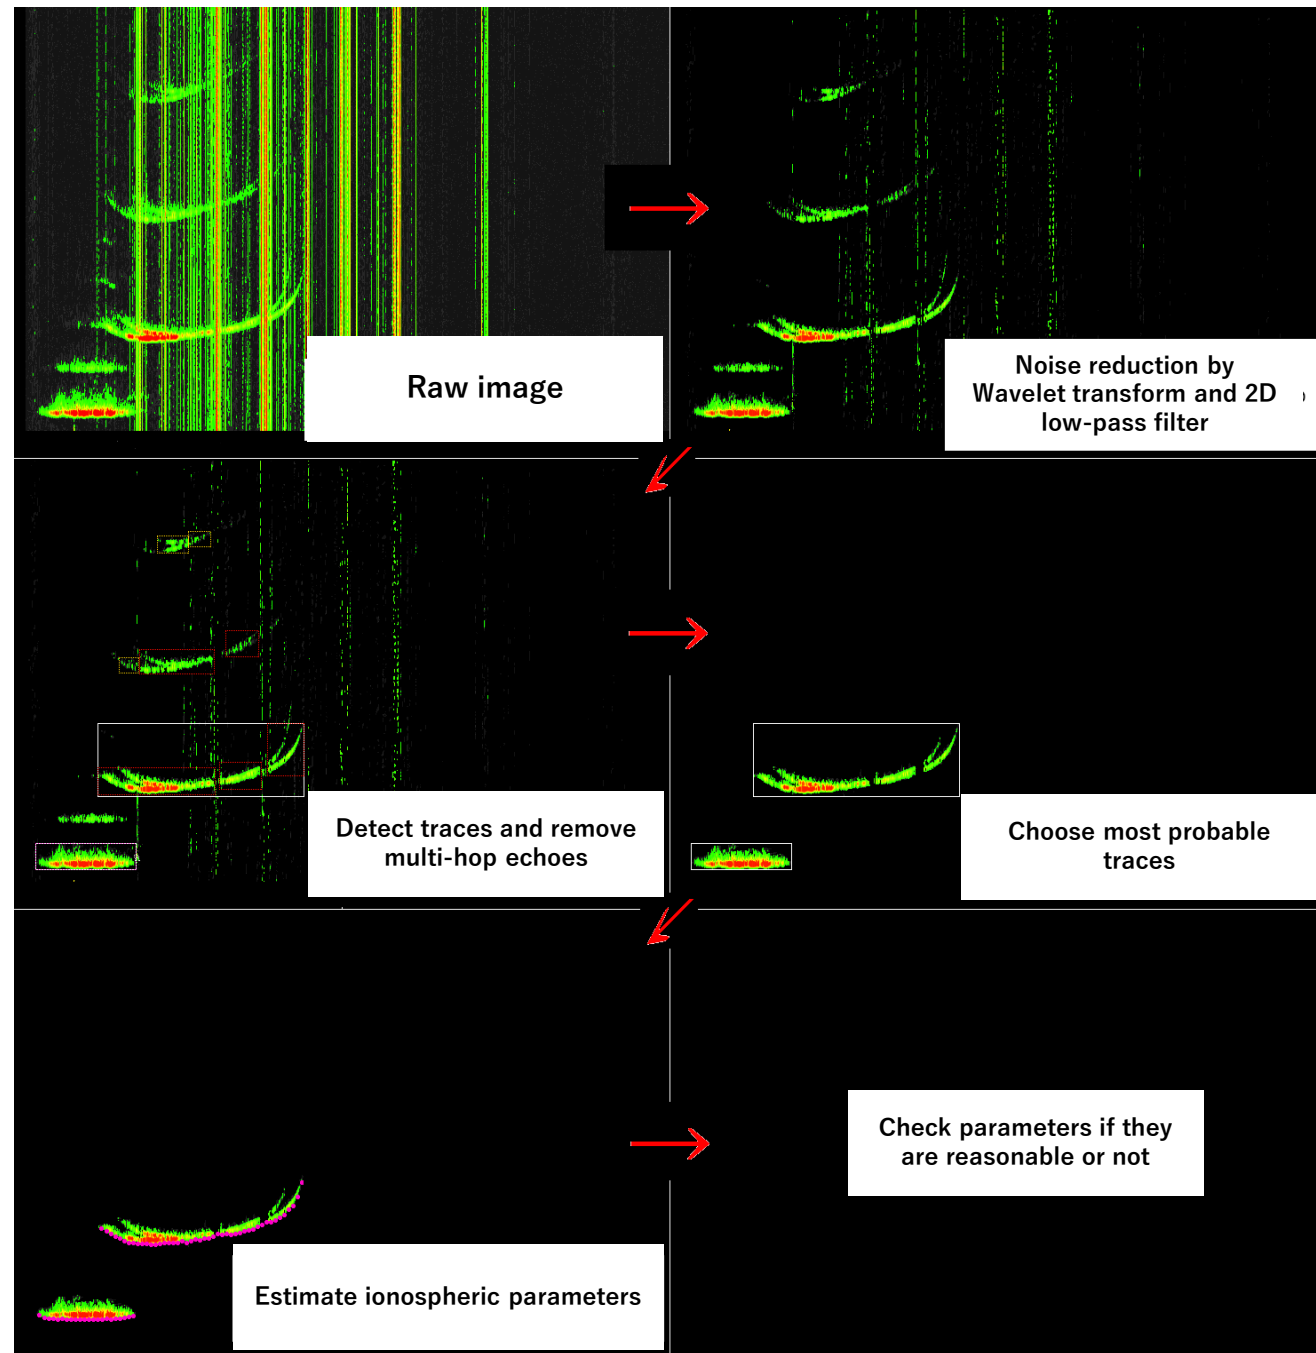 Raw image
Noise reduction by
Wavelet transform and 2D
low-pass filter
Detect traces and remove
multi-hop echoes
Choose most probable
traces
Estimate ionospheric parameters
Check parameters if they
are reasonable or not